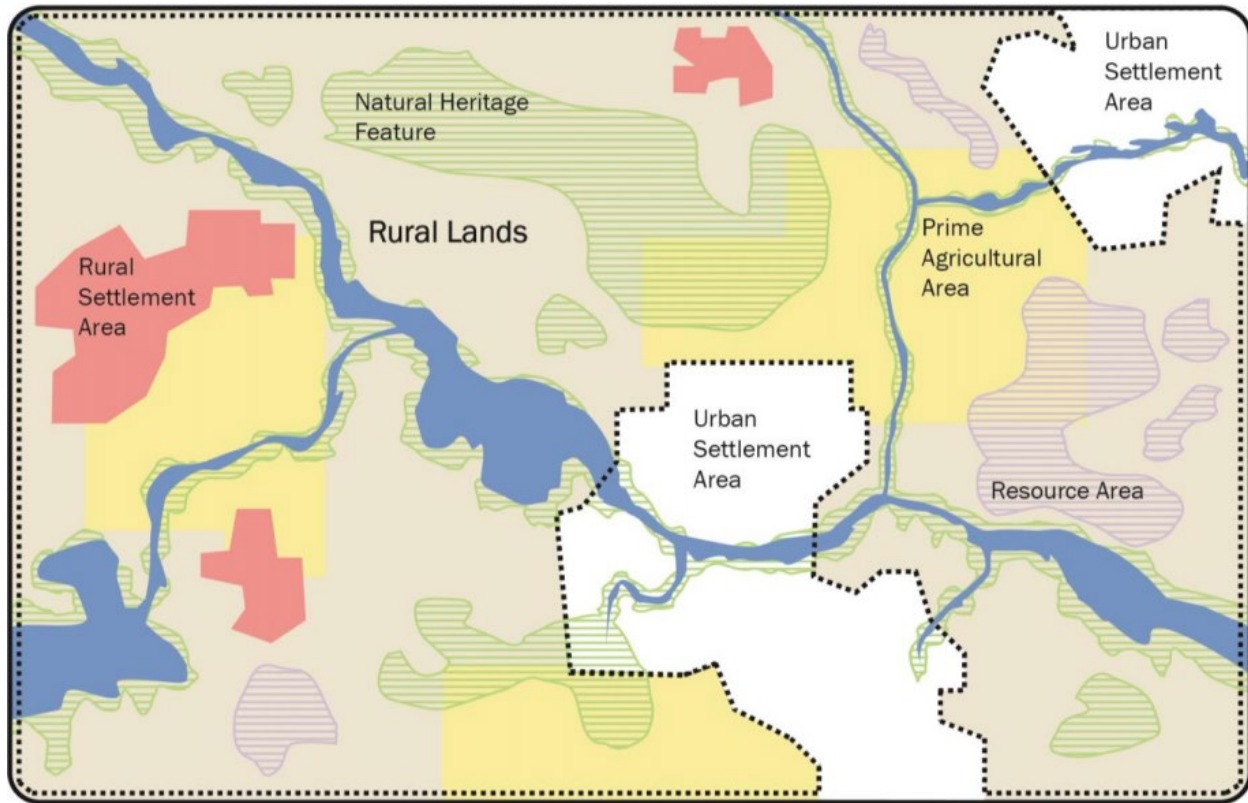 Urban
Settlement
Area
Natural Heritage
Feature
Rural Lands
Prime
Agricultural
Area
Rural
Settlement
Area
Urban
Settlement
Area
Resource Area